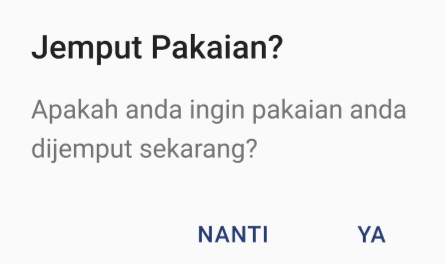 Jemput Pakaian?
Apakah anda ingin pakaian anda
dijemput sekarang?
NANTI YA